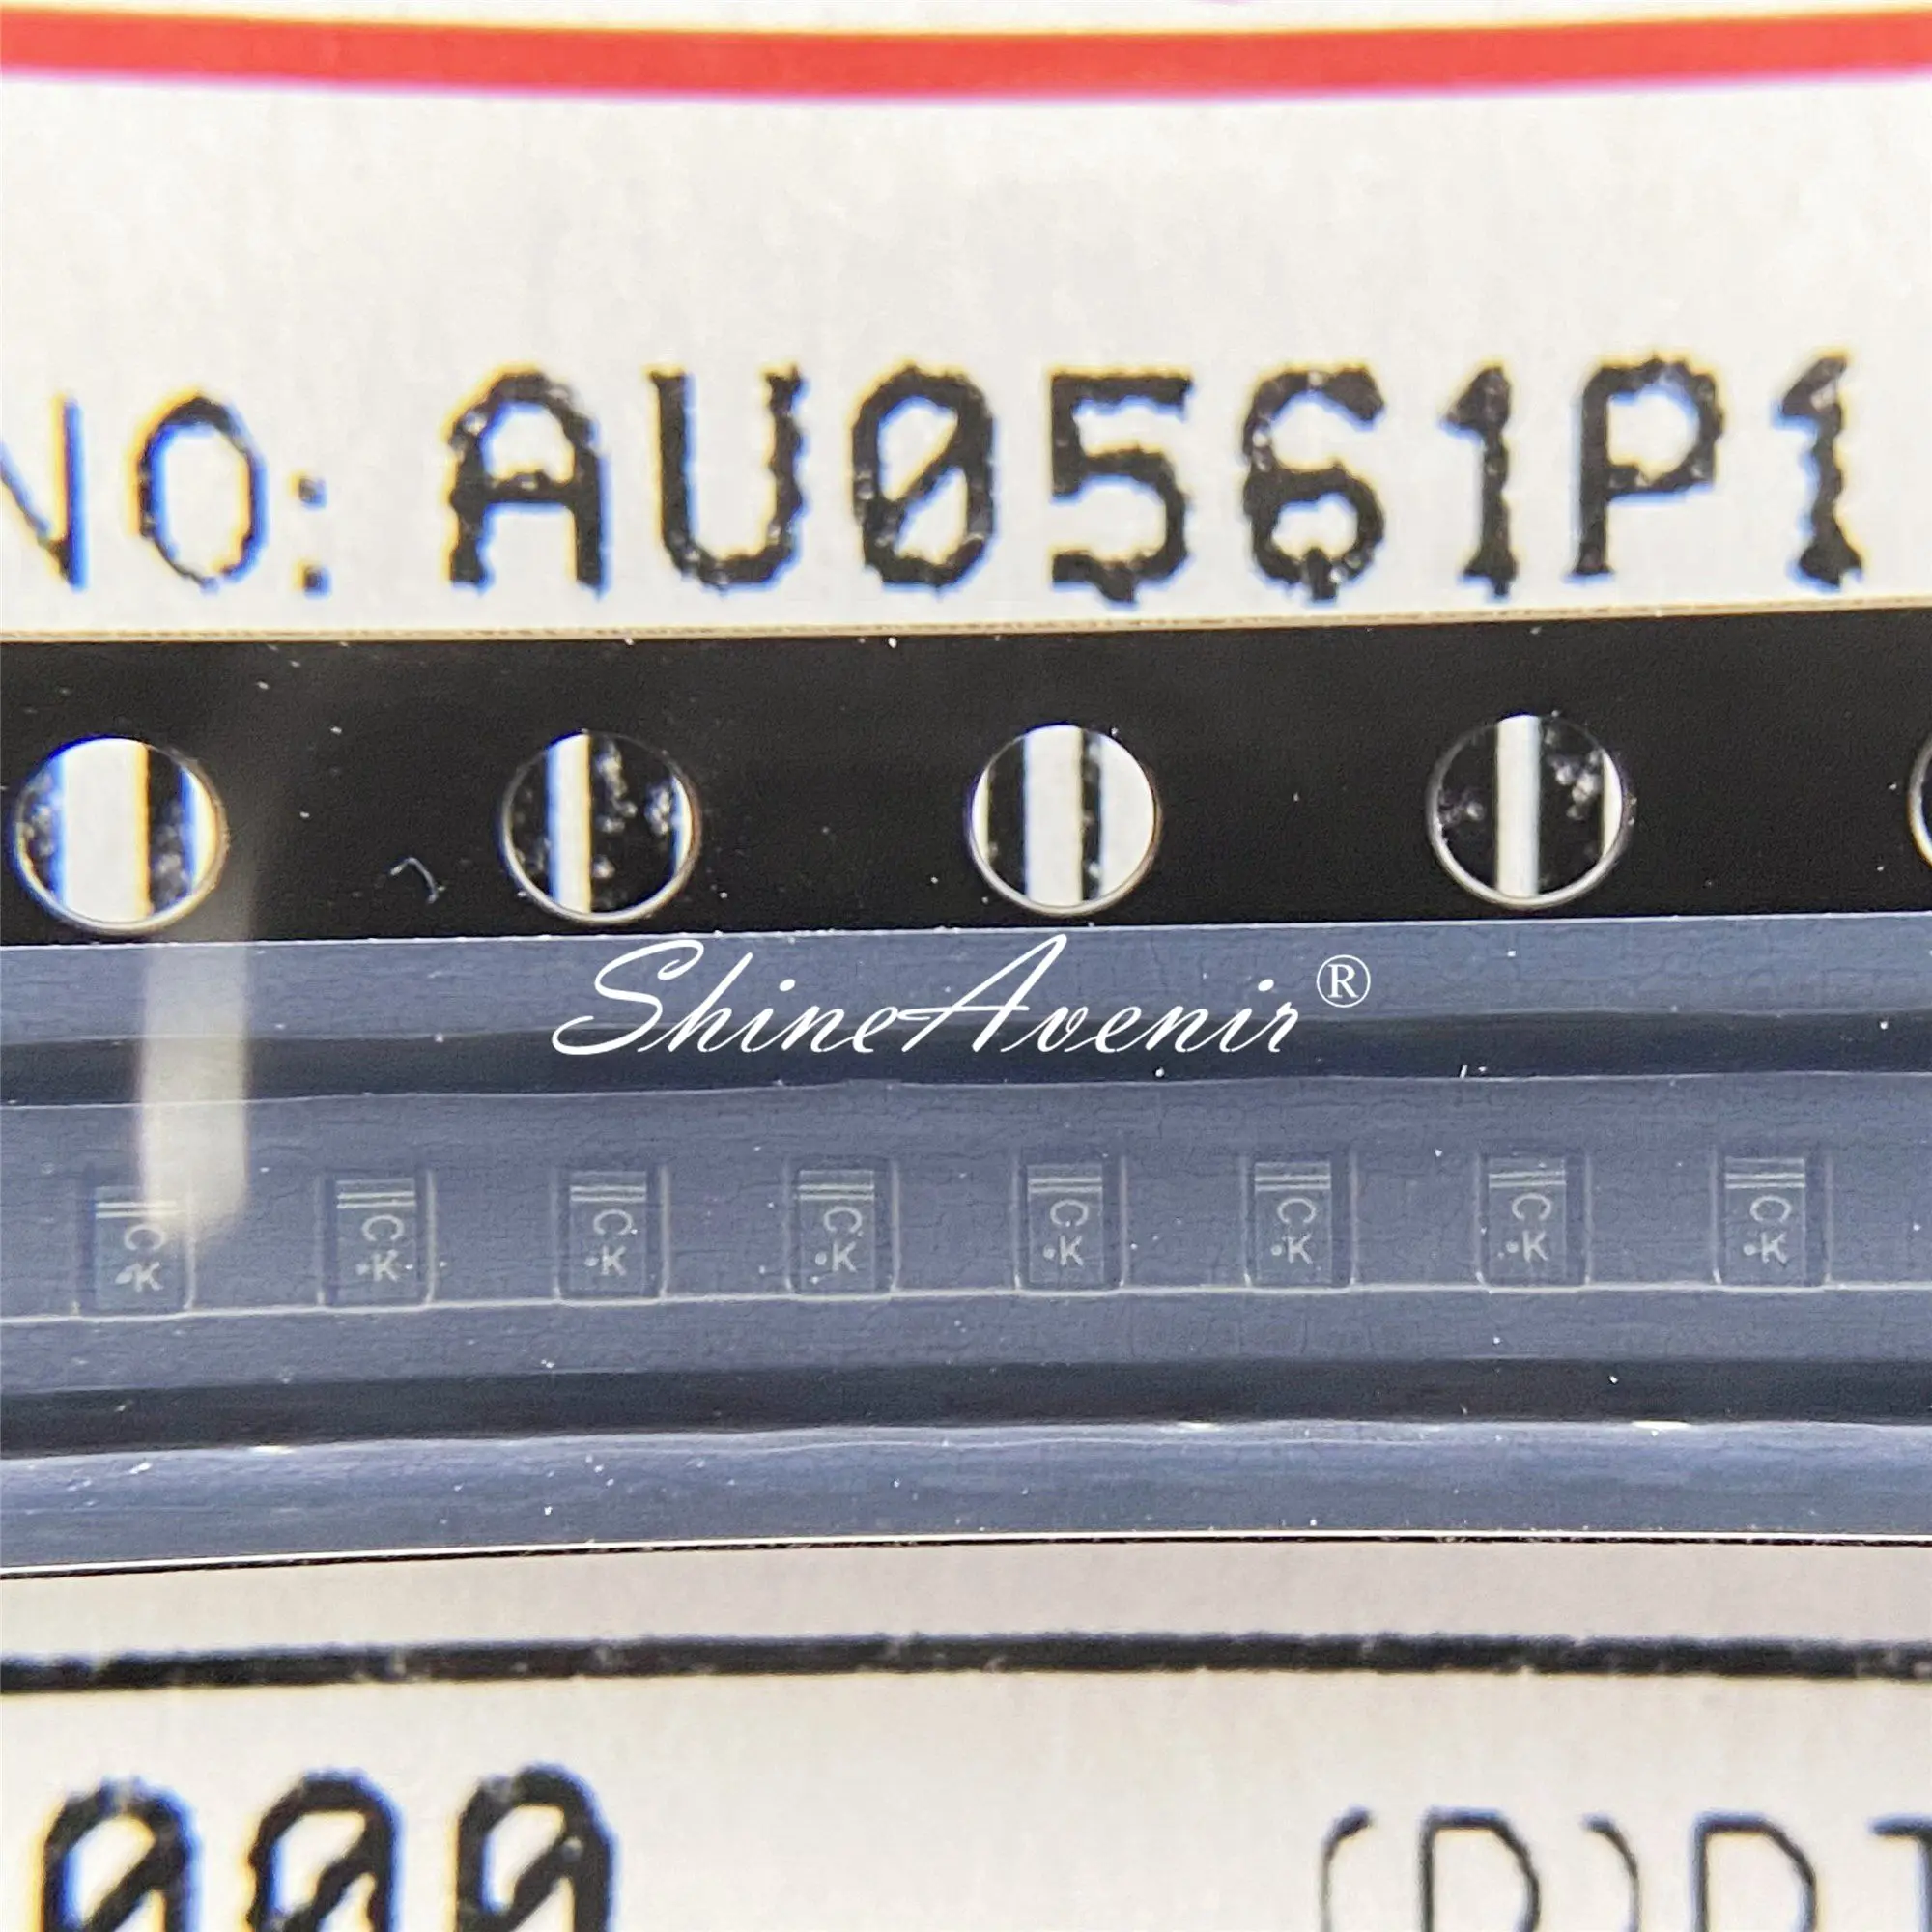 NO: AU0561P1
ShineAvenir®
C C C C C C C C
•K •K •K •K •K •K •K •K
000 (D)D